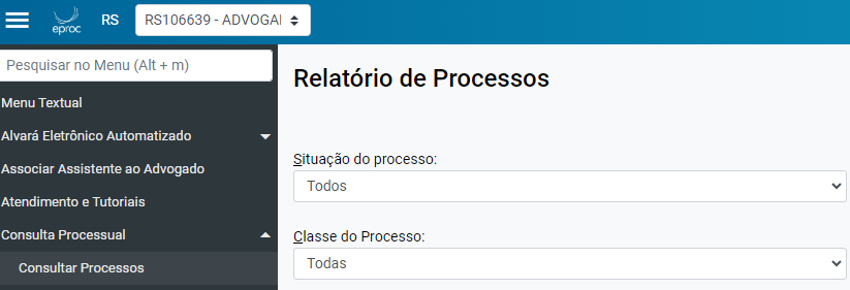 eproc
RS
RS106639 - ADVOGAI
Pesquisar no Menu (Alt + m)
Menu Textual
Alvará Eletrônico Automatizado
Associar Assistente ao Advogado
Atendimento e Tutoriais
Consulta Processual
Consultar Processos
Relatório de Processos
Situação do processo:
Todos
Classe do Processo:
Todas